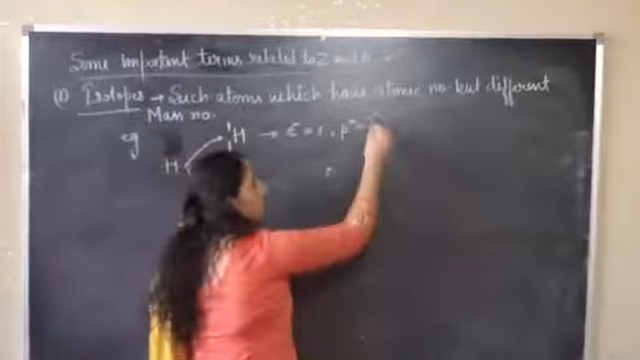 Some important terms related to Z and A
(1) Isotopes → Such atoms which have atomic no. but different
Mass no.
eg ¹₁H → e⁻ = 1, p⁺ =
H